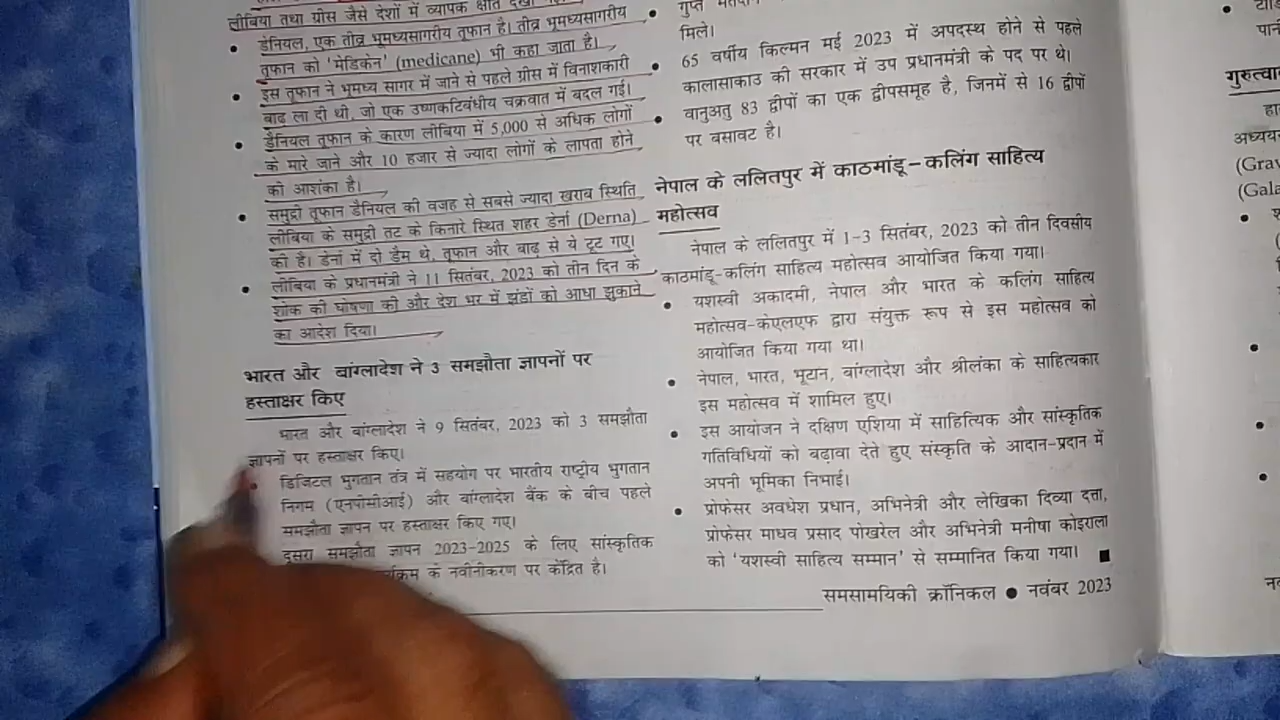 लीबिया तथा ग्रीस जैसे देशों में व्यापक क्षति
• डेनियल, एक तीव्र भूमध्यसागरीय तूफान है। तीव्र भूमध्यसागरीय
तूफान को 'मेडिकेन' (medicane) भी कहा जाता है।
• इस तूफान ने भूमध्य सागर में जाने से पहले ग्रीस में विनाशकारी
बाढ़ ला दी थी, जो एक उष्णकटिबंधीय चक्रवात में बदल गई।
• डैनियल तूफान के कारण लीबिया में 5,000 से अधिक लोगों
के मारे जाने और 10 हजार से ज्यादा लोगों के लापता होने
की आशंका है।
• समुद्री तूफान डैनियल की वजह से सबसे ज्यादा खराब स्थिति
लीबिया के समुद्री तट के किनारे स्थित शहर डेर्ना (Derna)
की है। डेर्ना में दो डैम थे, तूफान और बाढ़ से ये टूट गए।
• लीबिया के प्रधानमंत्री ने 11 सितंबर, 2023 को तीन दिन के
शोक की घोषणा की और देश भर में झंडों को आधा झुकाने
का आदेश दिया।
भारत और बांग्लादेश ने 3 समझौता ज्ञापनों पर
हस्ताक्षर किए
भारत और बांग्लादेश ने 9 सितंबर, 2023 को 3 समझौता
ज्ञापनों पर हस्ताक्षर किए।
• डिजिटल भुगतान तंत्र में सहयोग पर भारतीय राष्ट्रीय भुगतान
निगम (एनपीसीआई) और बांग्लादेश बैंक के बीच पहले
समझौता ज्ञापन पर हस्ताक्षर किए गए।
दूसरा समझौता ज्ञापन 2023-2025 के लिए सांस्कृतिक
के नवीनीकरण पर केंद्रित है।
• गुप्त
मिले।
• 65 वर्षीय किल्मन मई 2023 में अपदस्थ होने से पहले
कालासाकाउ की सरकार में उप प्रधानमंत्री के पद पर थे।
• वानुअतु 83 द्वीपों का एक द्वीपसमूह है, जिनमें से 16 द्वीपों
पर बसावट है।
नेपाल के ललितपुर में काठमांडू-कलिंग साहित्य
महोत्सव
नेपाल के ललितपुर में 1-3 सितंबर, 2023 को तीन दिवसीय
काठमांडू-कलिंग साहित्य महोत्सव आयोजित किया गया।
• यशस्वी अकादमी, नेपाल और भारत के कलिंग साहित्य
महोत्सव-केएलएफ द्वारा संयुक्त रूप से इस महोत्सव को
आयोजित किया गया था।
• नेपाल, भारत, भूटान, बांग्लादेश और श्रीलंका के साहित्यकार
इस महोत्सव में शामिल हुए।
• इस आयोजन ने दक्षिण एशिया में साहित्यिक और सांस्कृतिक
गतिविधियों को बढ़ावा देते हुए संस्कृति के आदान-प्रदान में
अपनी भूमिका निभाई।
• प्रोफेसर अवधेश प्रधान, अभिनेत्री और लेखिका दिव्या दत्ता,
प्रोफेसर माधव प्रसाद पोखरेल और अभिनेत्री मनीषा कोइराला
को 'यशस्वी साहित्य सम्मान' से सम्मानित किया गया। ■
समसामयिकी क्रॉनिकल ● नवंबर 2023